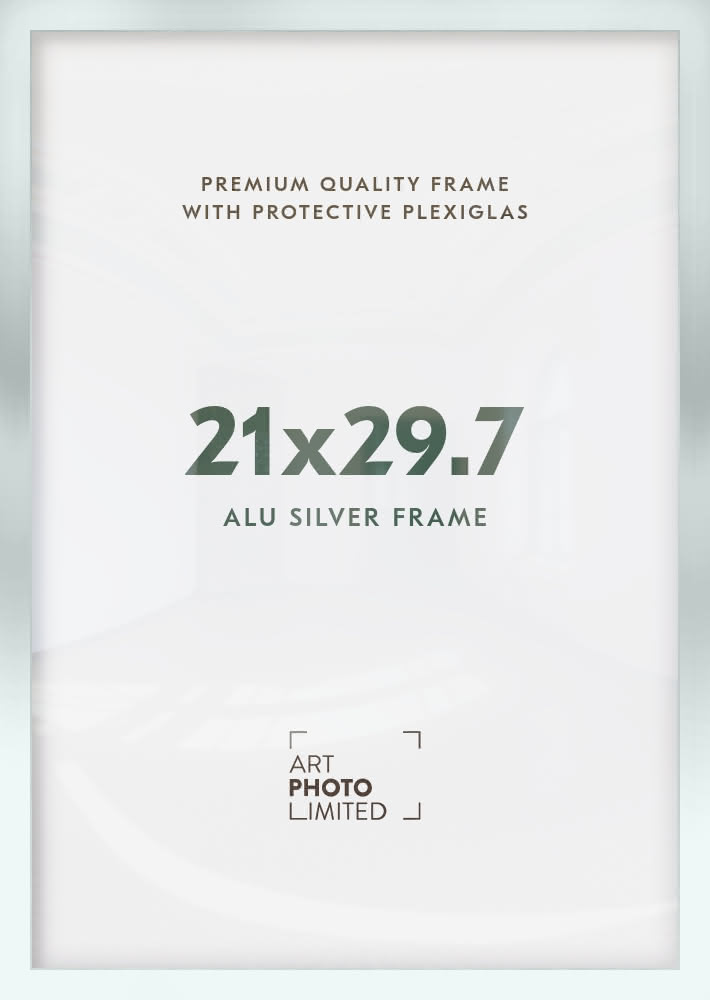 PREMIUM QUALITY FRAME
WITH PROTECTIVE PLEXIGLAS
21x29.7
ALU SILVER FRAME
ART
PHOTO
LIMITED